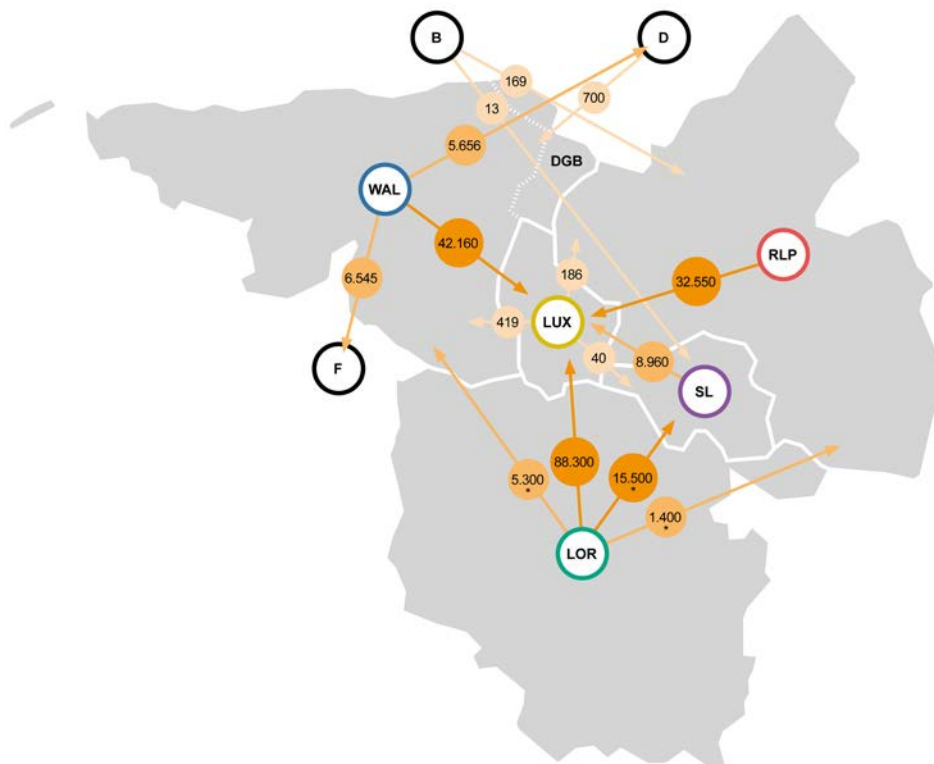 B
D
169
13
700
5.656
DGB
WAL
42.160
RLP
6.545
186
32.550
419
LUX
40
8.960
F
SL
88.300
5.300
*
15.500
*
1.400
*
LOR